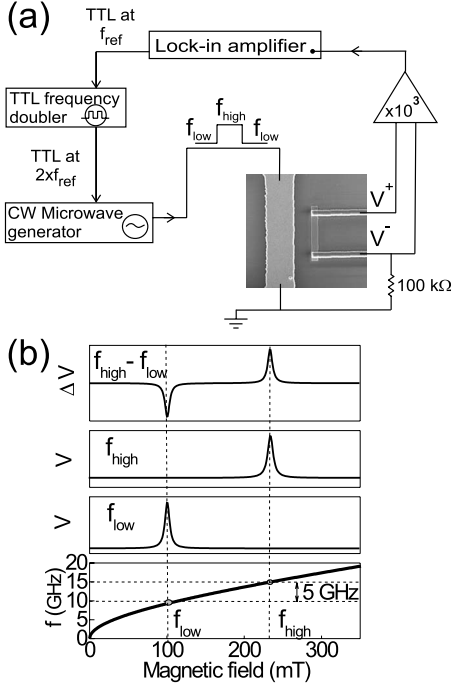 (a)
TTL at
f_ref
Lock-in amplifier
x10³
TTL frequency
doubler
TTL at
2xf_ref
f_high
f_low f_low
CW Microwave
generator
V⁺
V⁻
100 kΩ
(b)
ΔV
f_high - f_low
V
f_high
V
f_low
f (GHz)
20
15
10
5
0
5 GHz
f_low f_high
0 100 200 300
Magnetic field (mT)